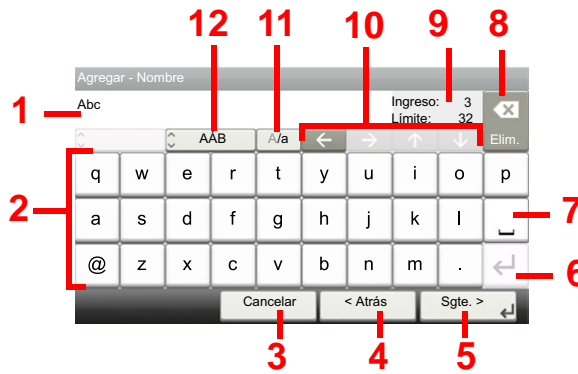 12 11 10 9 8
Agregar - Nombre
1 Abc Ingreso: 3
Límite: 32
AÀB A/a ← → ↑ ↓ Elim.
2
q w e r t y u i o p
a s d f g h j k l 7
@ z x c v b n m . 6
Cancelar < Atrás Sgte. >
3 4 5